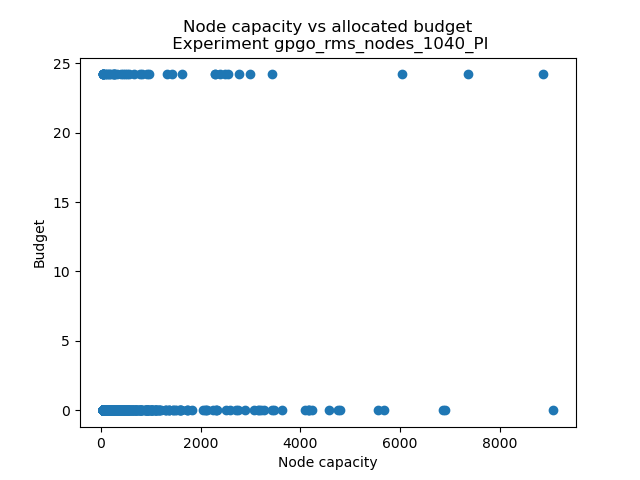 Node capacity vs allocated budget
Experiment gpgo_rms_nodes_1040_PI
25
20
15
10
5
0
Budget
0 2000 4000 6000 8000
Node capacity